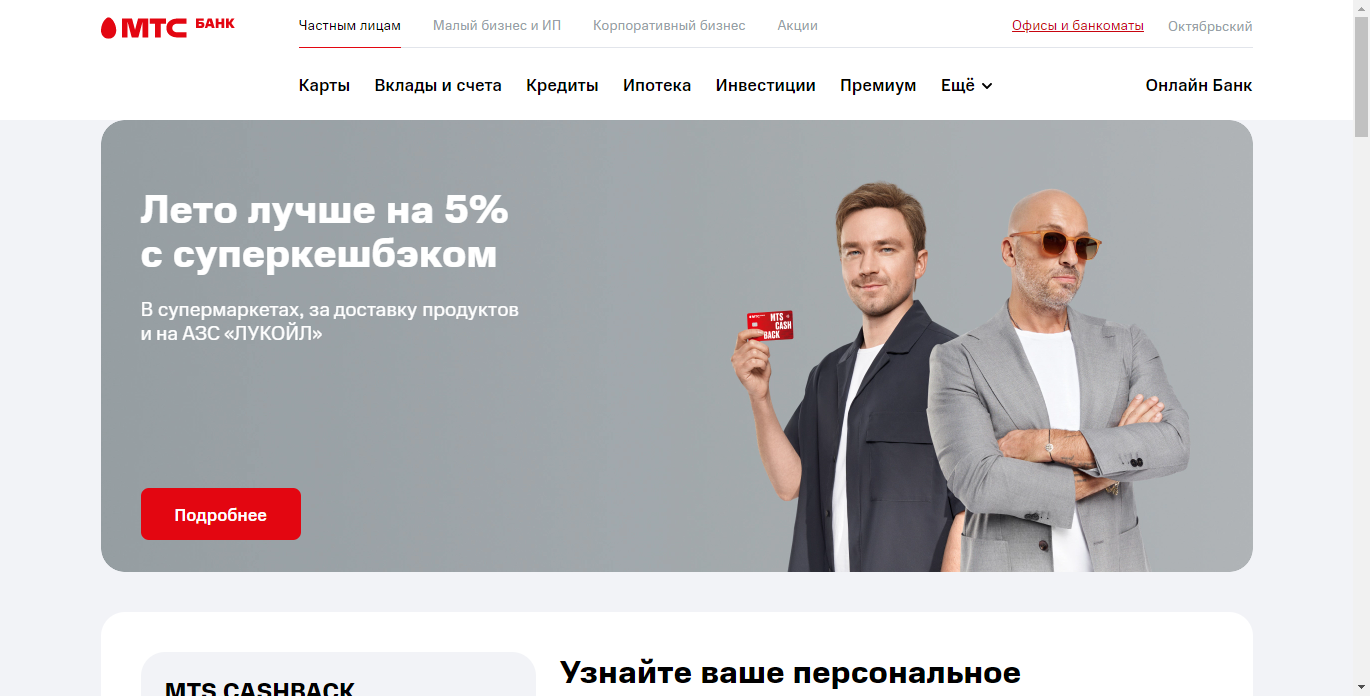 МТС БАНК
Частным лицам Малый бизнес и ИП Корпоративный бизнес Акции Офисы и банкоматы Октябрьский
Карты Вклады и счета Кредиты Ипотека Инвестиции Премиум Ещё Онлайн Банк
Лето лучше на 5%
с суперкешбэком
В супермаркетах, за доставку продуктов
и на АЗС «ЛУКОЙЛ»
MTS
CASH
BACK
Подробнее
MTS CASHBACK
Узнайте ваше персональное